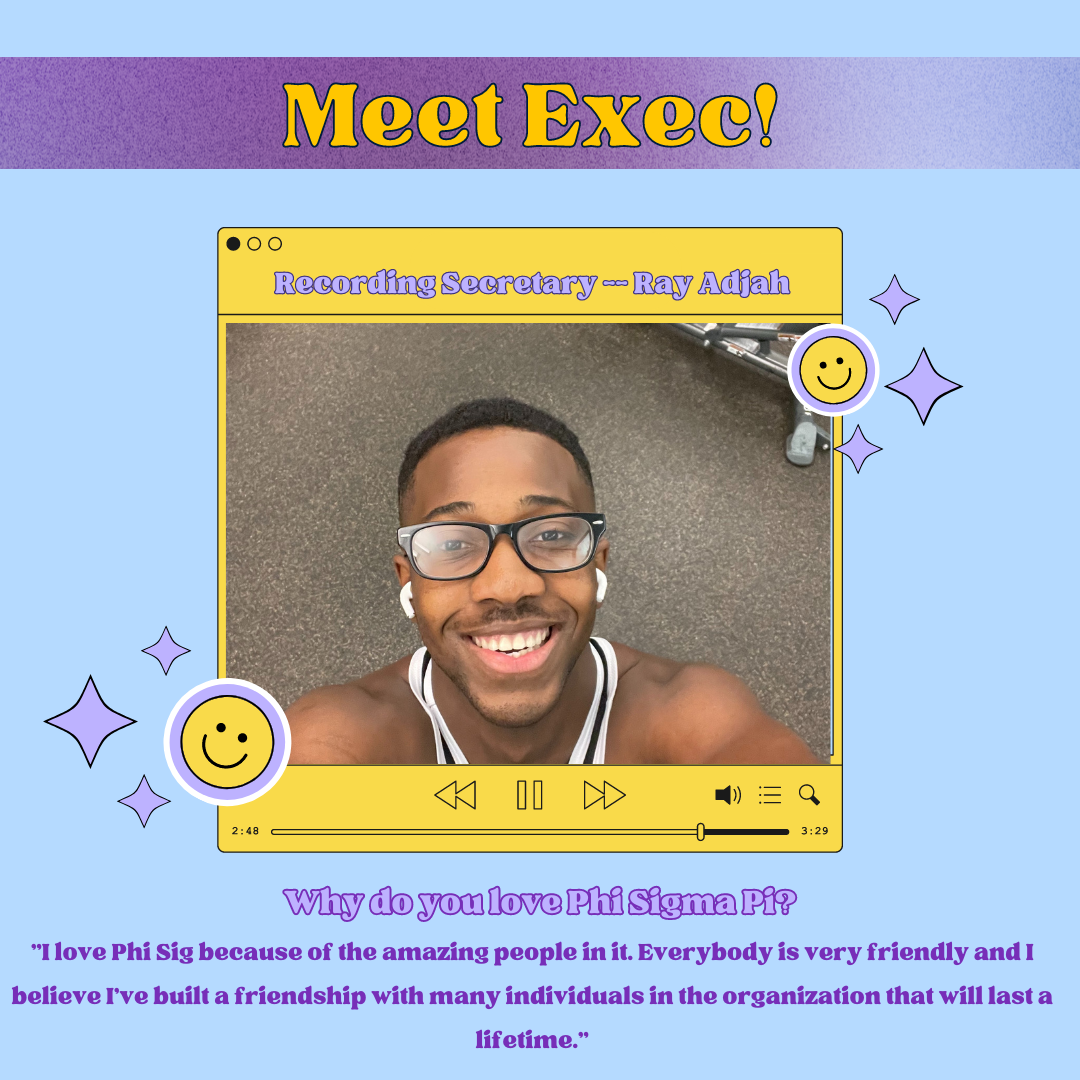 Meet Exec!
Recording Secretary -- Ray Adjah
2:48
3:29
Why do you love Phi Sigma Pi?
"I love Phi Sig because of the amazing people in it. Everybody is very friendly and I
believe I've built a friendship with many individuals in the organization that will last a
lifetime."